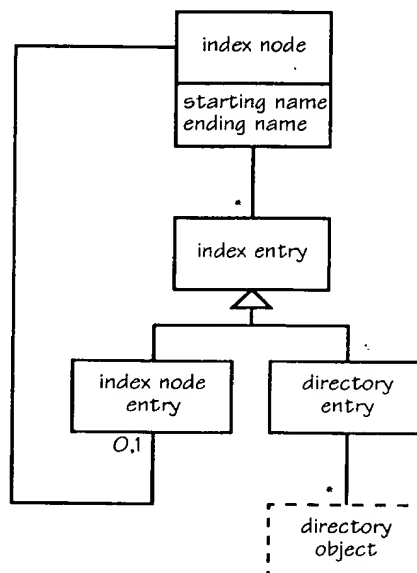 index node
starting name
ending name
*
index entry
index node
entry
directory
entry
0,1
*
directory
object